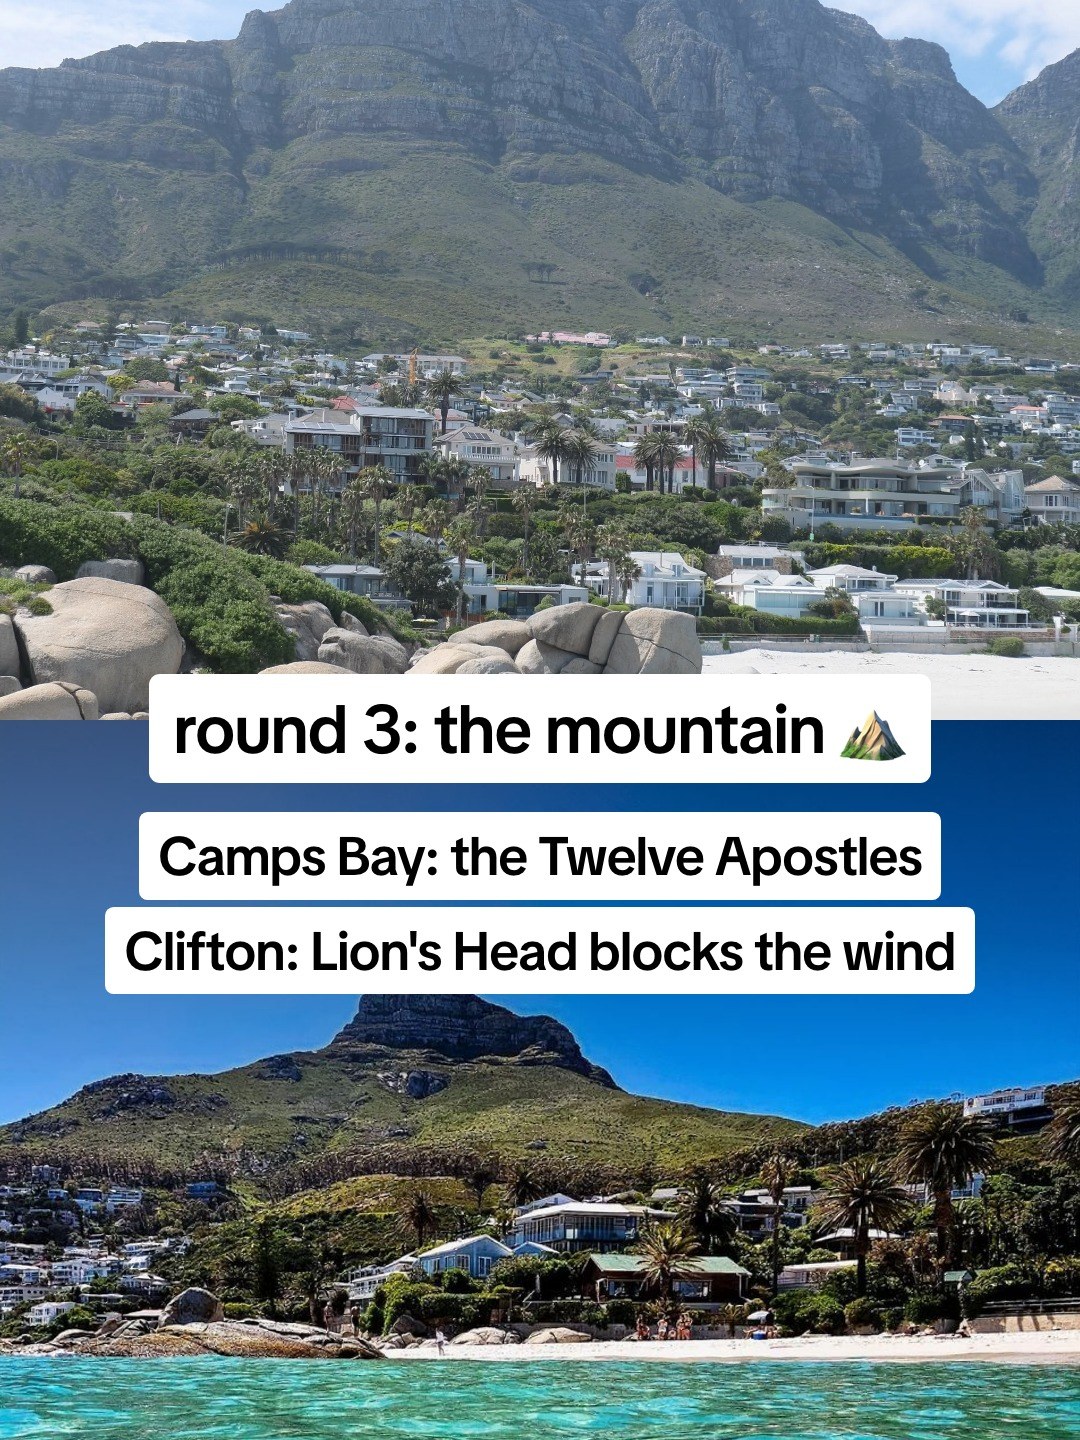 round 3: the mountain ⛰️
Camps Bay: the Twelve Apostles
Clifton: Lion's Head blocks the wind